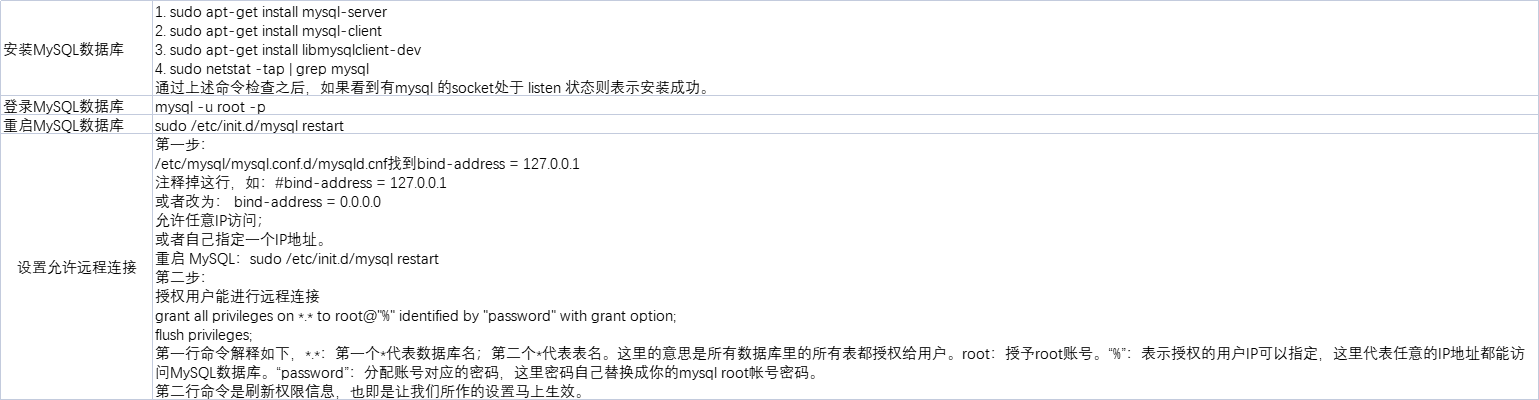 安装MySQL数据库
1. sudo apt-get install mysql-server
2. sudo apt-get install mysql-client
3. sudo apt-get install libmysqlclient-dev
4. sudo netstat -tap | grep mysql
通过上述命令检查之后，如果看到有mysql 的socket处于 listen 状态则表示安装成功。
登录MySQL数据库
mysql -u root -p
重启MySQL数据库
sudo /etc/init.d/mysql restart
设置允许远程连接
第一步：
/etc/mysql/mysql.conf.d/mysqld.cnf找到bind-address = 127.0.0.1
注释掉这行，如：#bind-address = 127.0.0.1
或者改为： bind-address = 0.0.0.0
允许任意IP访问；
或者自己指定一个IP地址。
重启 MySQL：sudo /etc/init.d/mysql restart
第二步：
授权用户能进行远程连接
grant all privileges on *.* to root@"%" identified by "password" with grant option;
flush privileges;
第一行命令解释如下，*.*：第一个*代表数据库名；第二个*代表表名。这里的意思是所有数据库里的所有表都授权给用户。root：授予root账号。“%”：表示授权的用户IP可以指定，这里代表任意的IP地址都能访
问MySQL数据库。“password”：分配账号对应的密码，这里密码自己替换成你的mysql root帐号密码。
第二行命令是刷新权限信息，也即是让我们所作的设置马上生效。